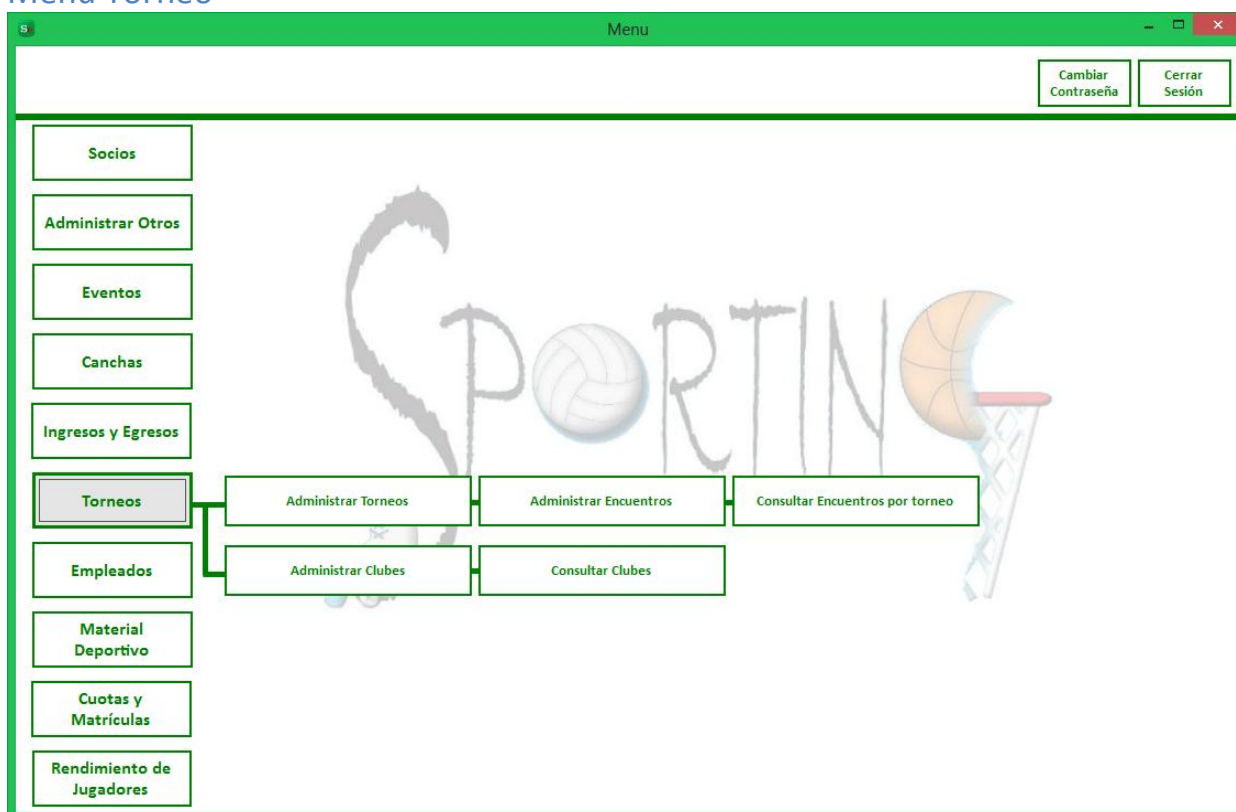 Menú Torneo
Menu
Cambiar
Contraseña
Cerrar
Sesión
Socios
Administrar Otros
Eventos
Canchas
Ingresos y Egresos
SPORTING
Torneos
Administrar Torneos
Administrar Encuentros
Consultar Encuentros por torneo
Empleados
Administrar Clubes
Consultar Clubes
Material
Deportivo
Cuotas y
Matrículas
Rendimiento de
Jugadores